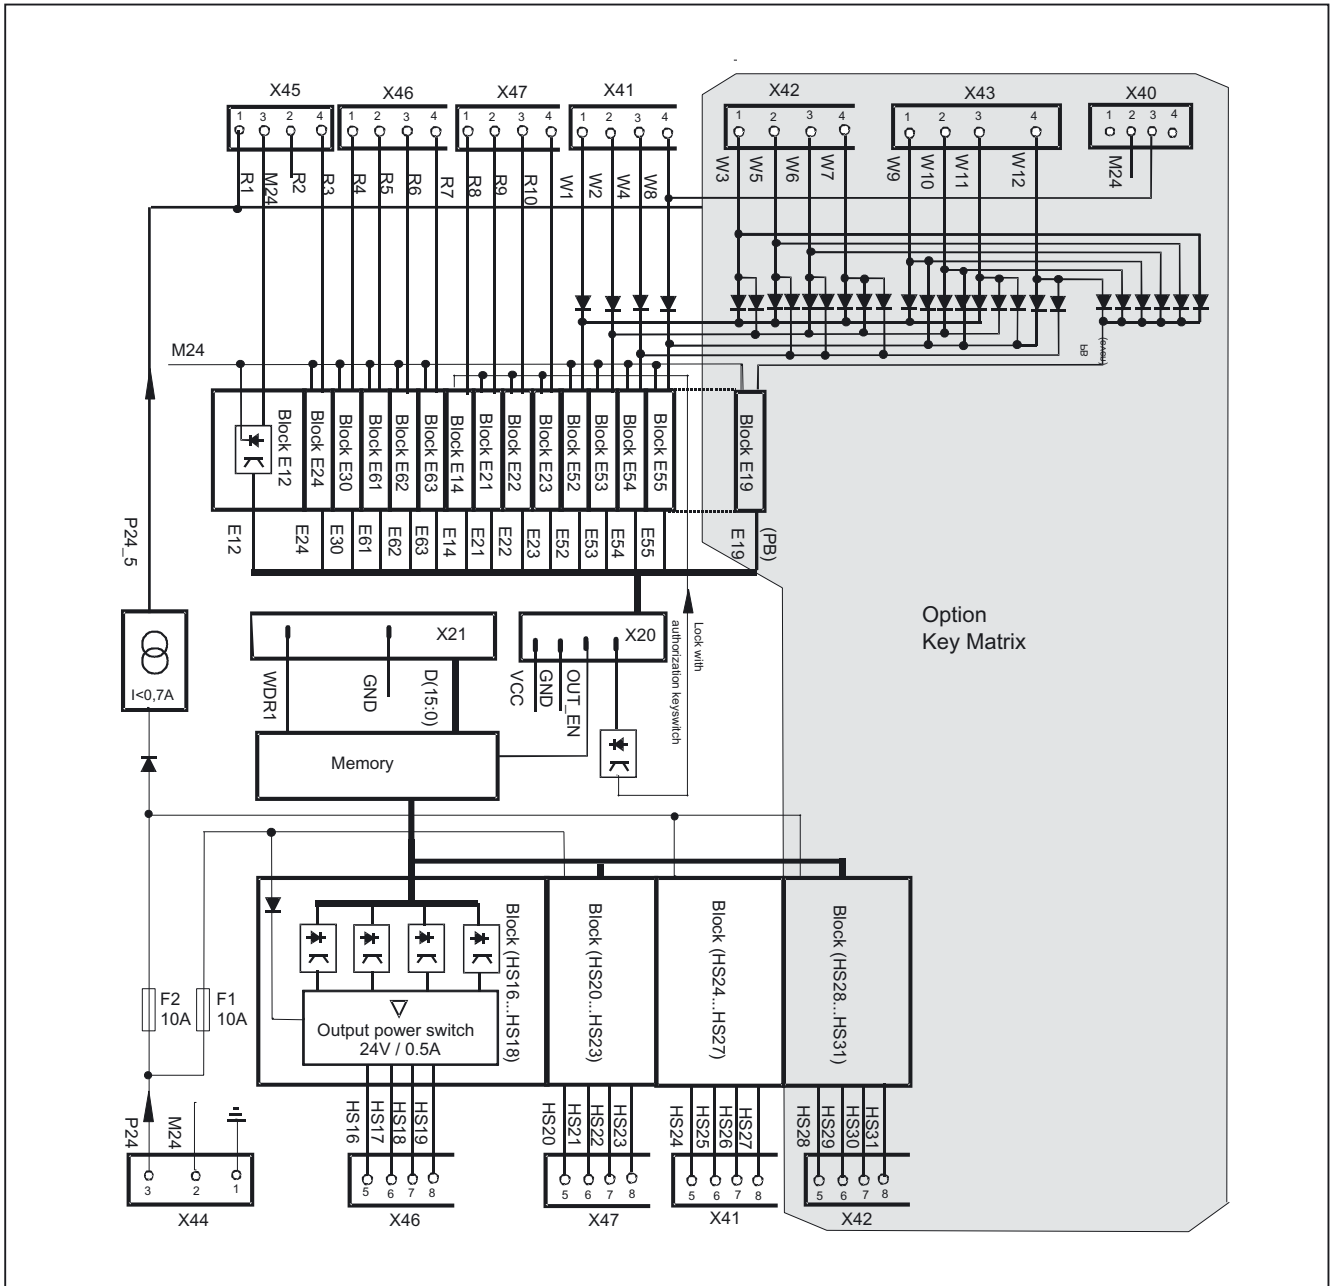 X45
X46
X47
X41
X42
X43
X40
1 3 2 4
1 2 3 4
1 2 3 4
1 2 3 4
1 2 3 4
1 2 3 4
1 2 3 4
R1
M24
R2
R3
R4
R5
R6
R7
R8
R9
R10
W1
W2
W4
W8
W3
W5
W6
W7
W9
W10
W11
W12
M24
M24
PB
(neve)
Block E12
Block E24
Block E30
Block E61
Block E62
Block E63
Block E14
Block E21
Block E22
Block E23
Block E52
Block E53
Block E54
Block E55
Block E19
P24_5
E12
E24
E30
E61
E62
E63
E14
E21
E22
E23
E52
E53
E54
E55
E19
(PB)
X21
X20
Lock with
authorization keyswitch
Option
Key Matrix
I<0,7A
WDR1
GND
D(15:0)
VCC
GND
OUT_EN
Memory
Block (HS16...HS18)
Block (HS20...HS23)
Block (HS24...HS27)
Block (HS28...HS31)
F2
10A
F1
10A
Output power switch
24V / 0.5A
P24
M24
HS16
HS17
HS18
HS19
HS20
HS21
HS22
HS23
HS24
HS25
HS26
HS27
HS28
HS29
HS30
HS31
3 2 1
5 6 7 8
5 6 7 8
5 6 7 8
5 6 7 8
X44
X46
X47
X41
X42